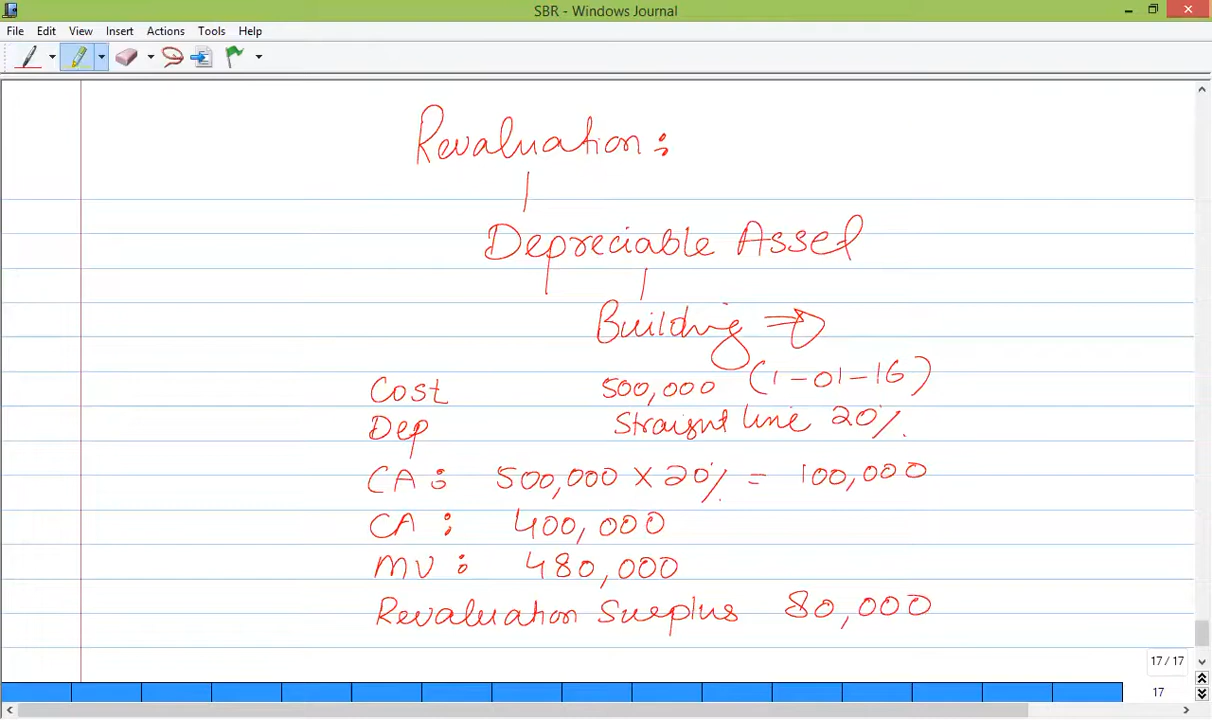 SBR - Windows Journal
File Edit View Insert Actions Tools Help
Revaluation:
Depreciable Asset
Building
Cost 500,000 (1-01-16)
Dep Straight line 20%.
CA: 500,000 × 20% = 100,000
CA: 400,000
MV: 480,000
Revaluation Surplus 80,000
17 / 17
17